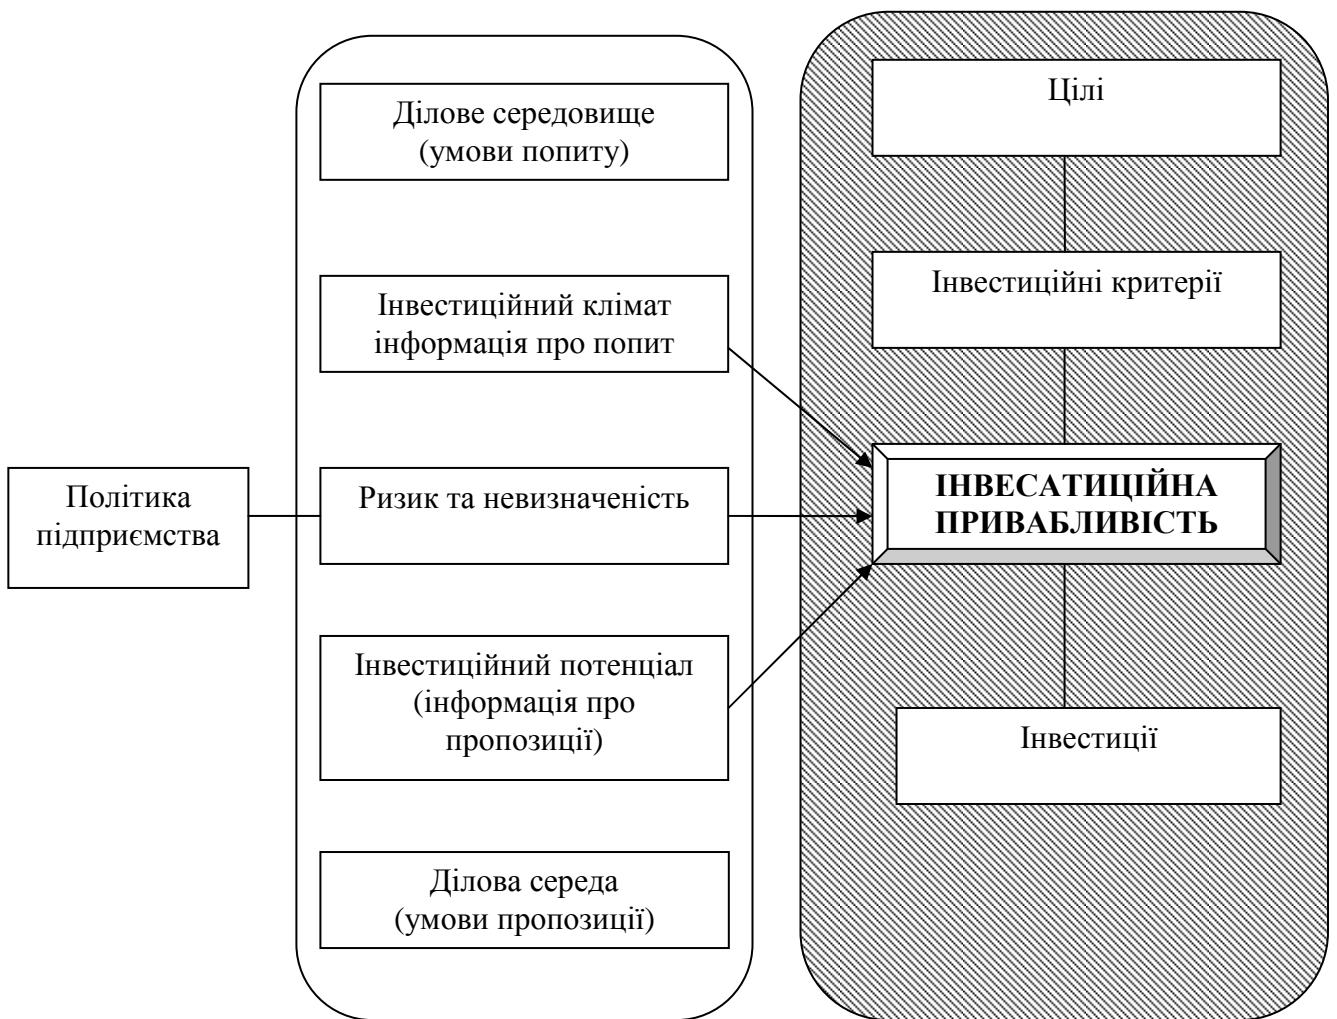 Політика
підприємства
Ділове середовище
(умови попиту)
Інвестиційний клімат
інформація про попит
Ризик та невизначеність
Інвестиційний потенціал
(інформація про
пропозиції)
Ділова середа
(умови пропозиції)
Цілі
Інвестиційні критерії
ІНВЕСАТИЦІЙНА
ПРИВАБЛИВІСТЬ
Інвестиції